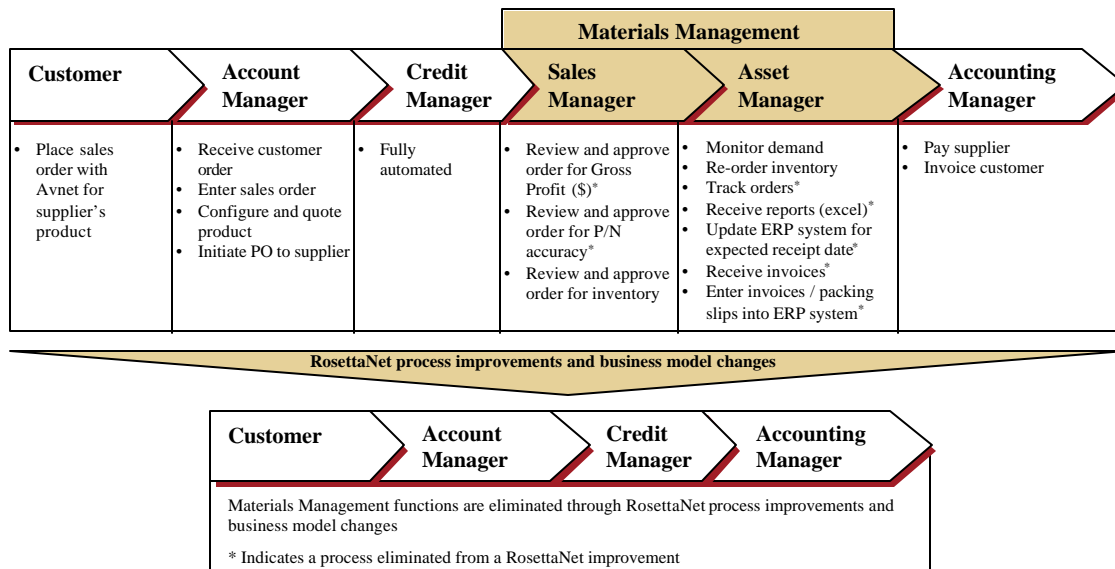 Materials Management
Customer
Account
Manager
Credit
Manager
Sales
Manager
Asset
Manager
Accounting
Manager
• Place sales
order with
Avnet for
supplier's
product
• Receive customer
order
• Enter sales order
• Configure and quote
product
• Initiate PO to supplier
• Fully
automated
• Review and approve
order for Gross
Profit ($)*
• Review and approve
order for P/N
accuracy*
• Review and approve
order for inventory
• Monitor demand
• Re-order inventory
• Track orders*
• Receive reports (excel)*
• Update ERP system for
expected receipt date*
• Receive invoices*
• Enter invoices / packing
slips into ERP system*
• Pay supplier
• Invoice customer
RosettaNet process improvements and business model changes
Customer
Account
Manager
Credit
Manager
Accounting
Manager
Materials Management functions are eliminated through RosettaNet process improvements and
business model changes
* Indicates a process eliminated from a RosettaNet improvement